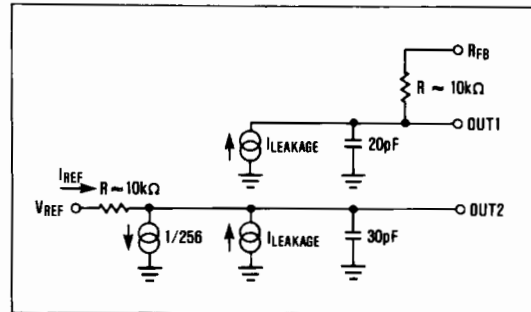 RFB
R ~ 10kΩ
OUT1
ILEAKAGE
20pF
IREF
R ~ 10kΩ
VREF
OUT2
1/256
ILEAKAGE
30pF